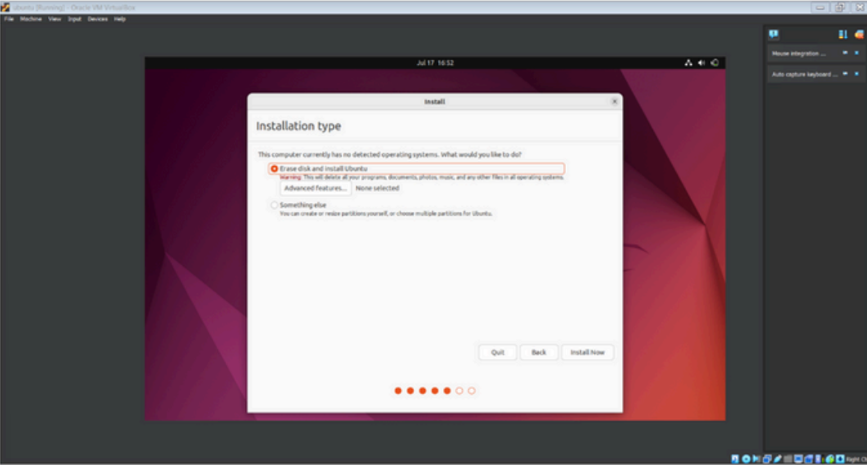 ubuntu [Running] - Oracle VM VirtualBox
File Machine View Input Devices Help
Mouse integration ...
Auto capture keyboard ...
Jul 17 16:52
Install
Installation type
This computer currently has no detected operating systems. What would you like to do?
Erase disk and install Ubuntu
Warning: This will delete all your programs, documents, photos, music, and any other files in all operating systems.
Advanced features... None selected
Something else
You can create or resize partitions yourself, or choose multiple partitions for Ubuntu.
Quit Back Install Now
Right Ct